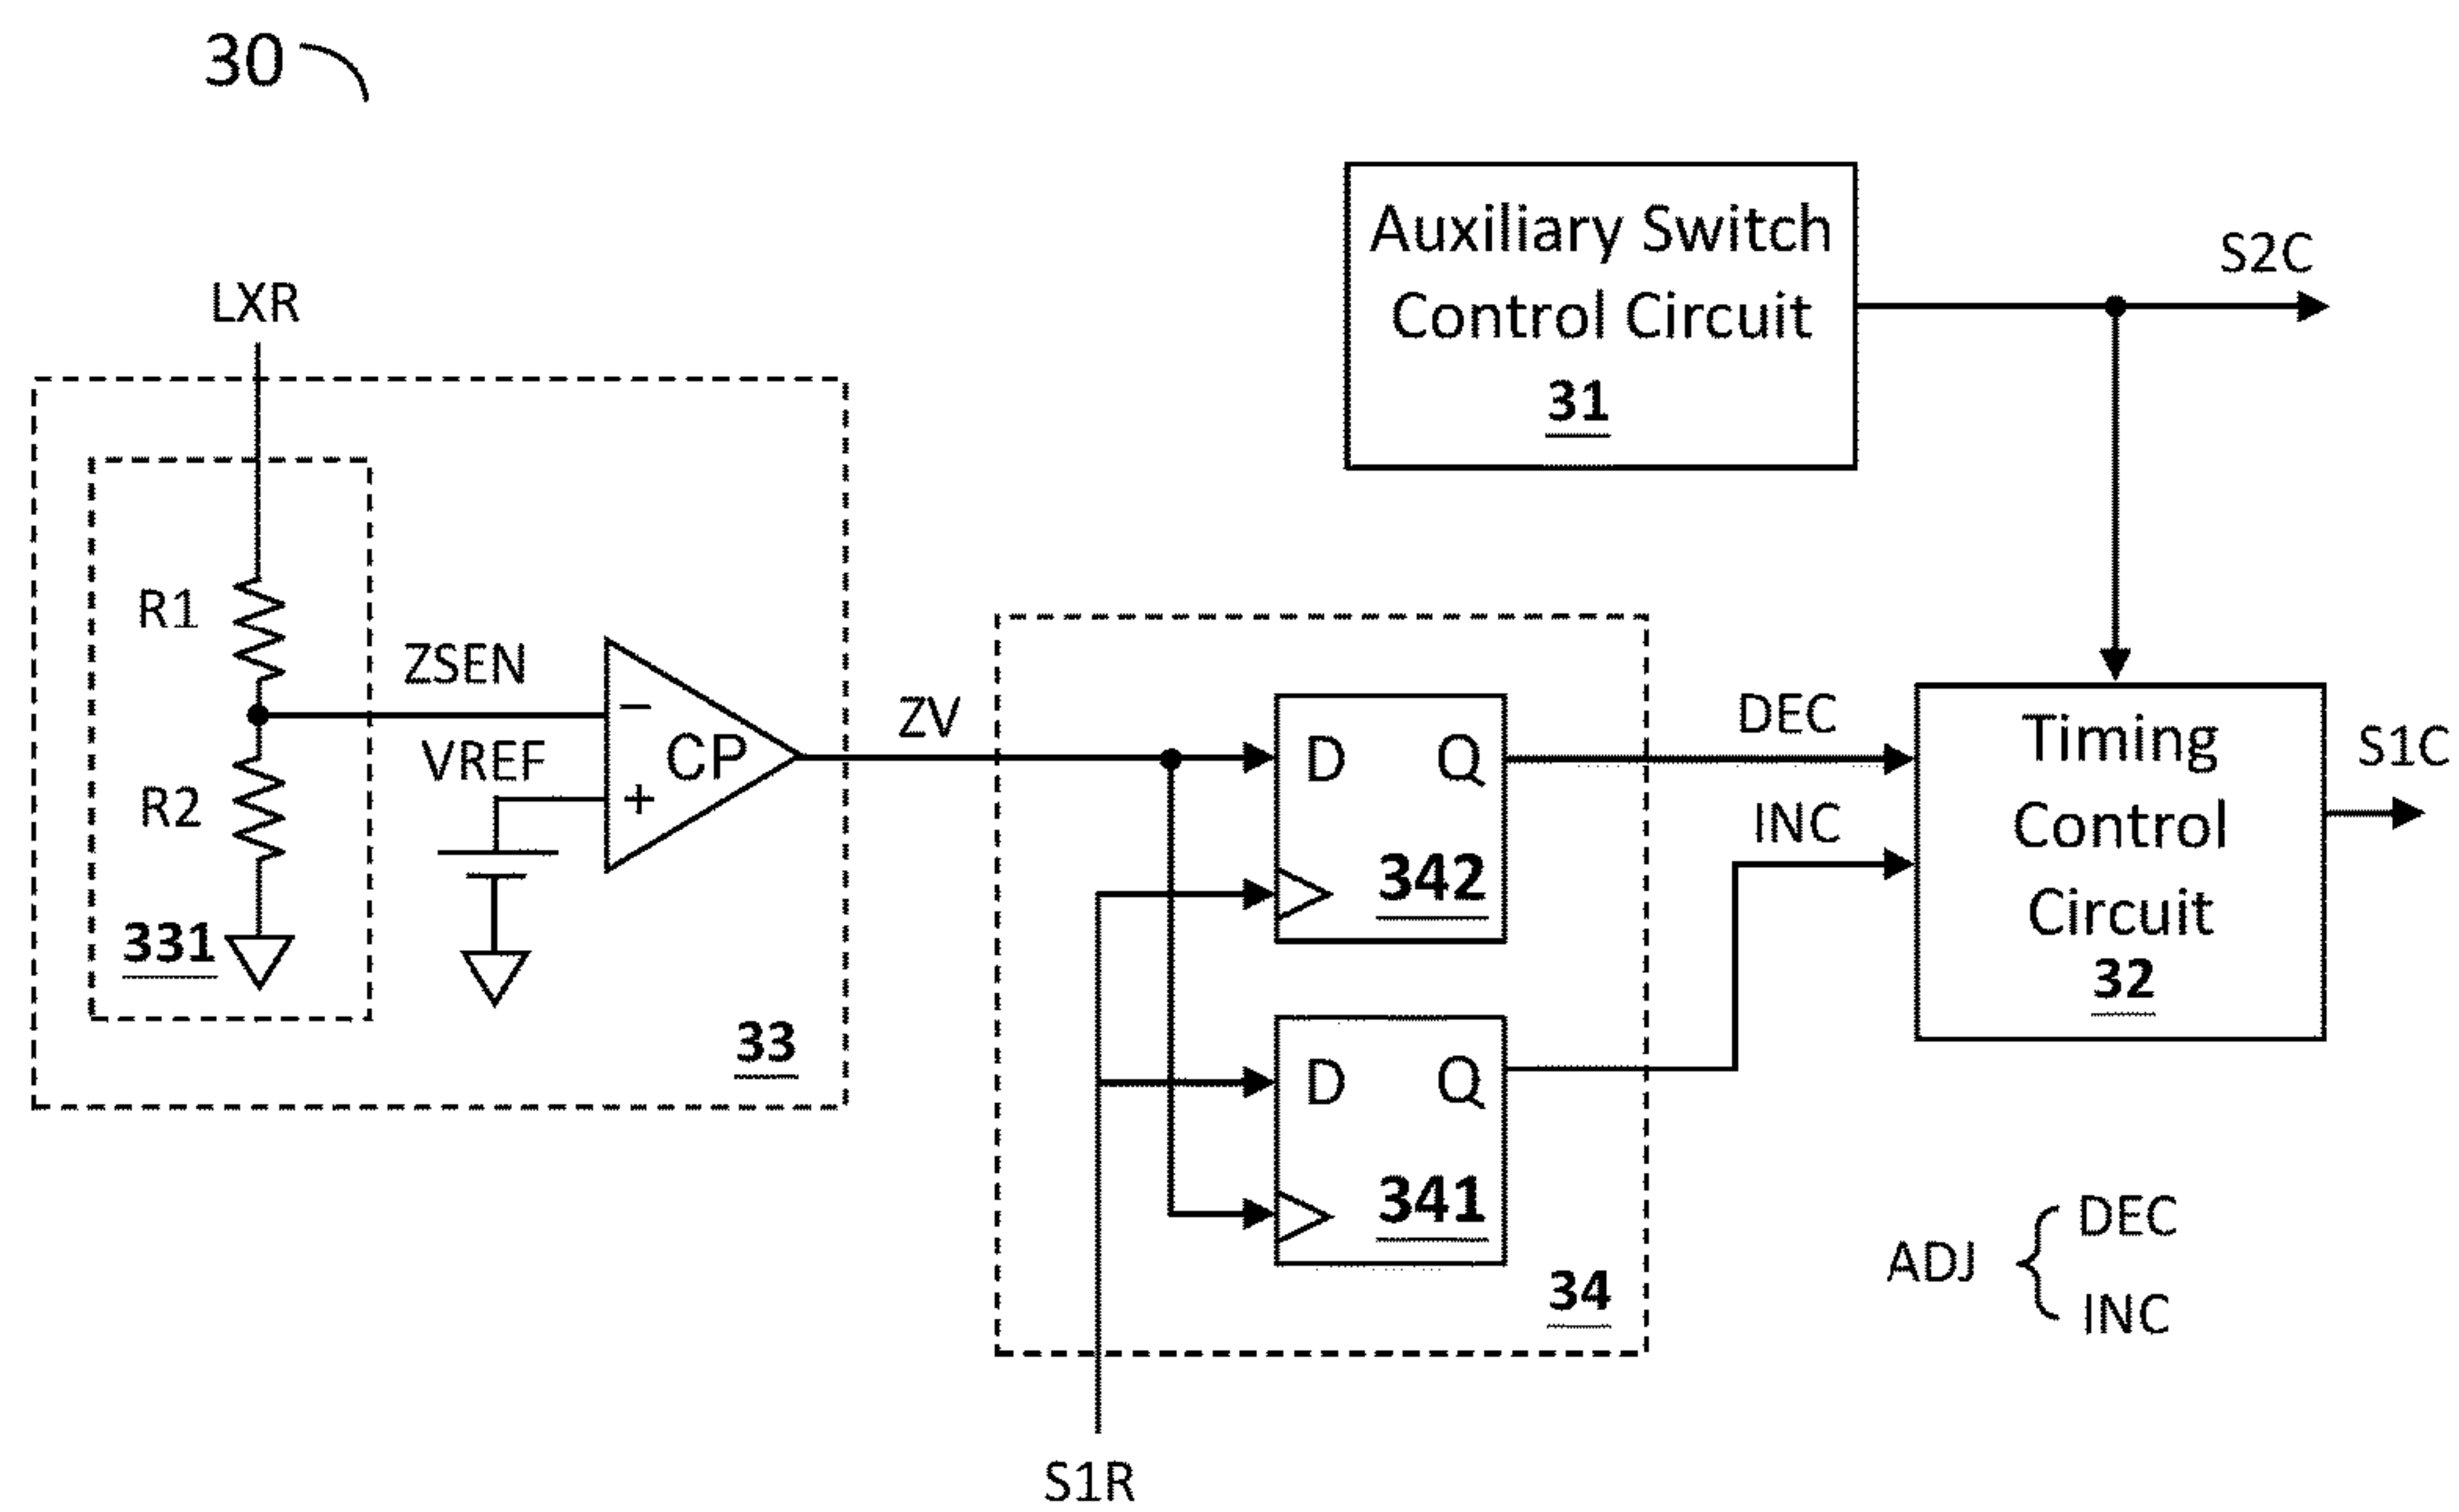 30
Auxiliary Switch
Control Circuit
31
S2C
LXR
R1
ZSEN
VREF
CP
R2
331
33
ZV
D Q
342
DEC
INC
Timing
Control
Circuit
32
S1C
D Q
341
34
S1R
ADJ
DEC
INC